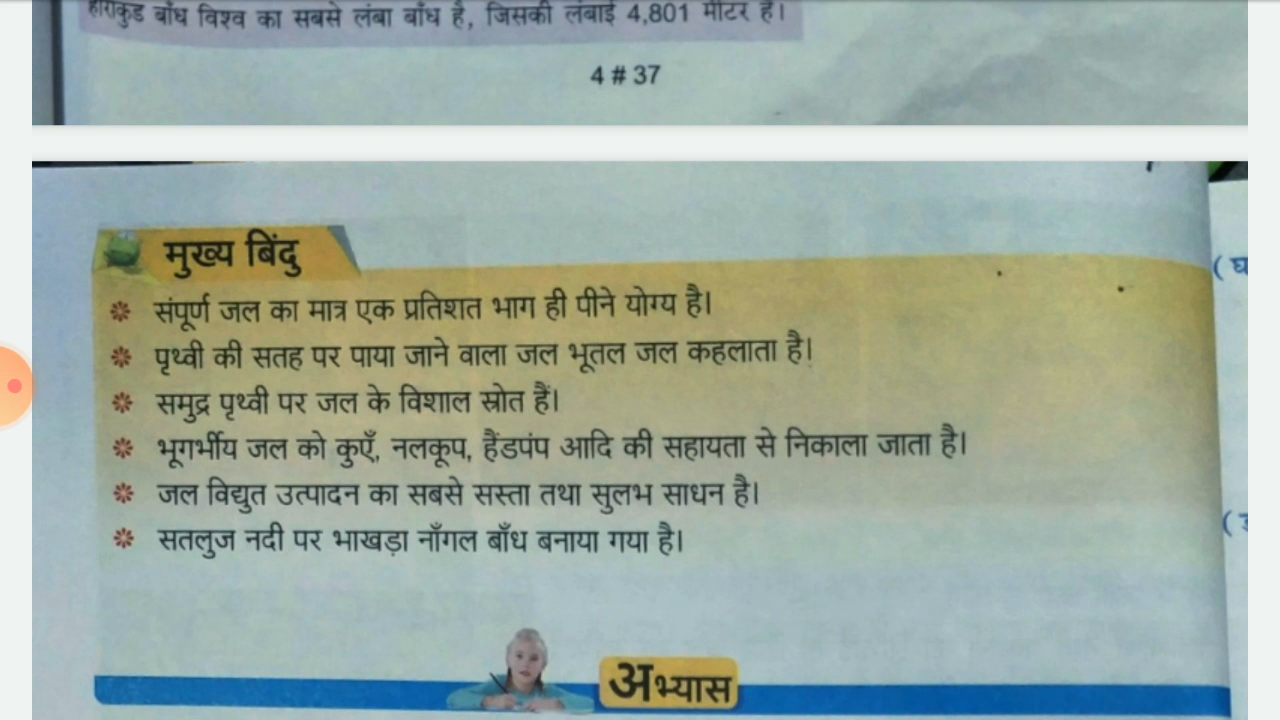 हीराकुंड बाँध विश्व का सबसे लंबा बाँध है, जिसकी लंबाई 4,801 मीटर है।
4 # 37
मुख्य बिंदु
संपूर्ण जल का मात्र एक प्रतिशत भाग ही पीने योग्य है।
पृथ्वी की सतह पर पाया जाने वाला जल भूतल जल कहलाता है।
समुद्र पृथ्वी पर जल के विशाल स्रोत हैं।
भूगर्भीय जल को कुएँ, नलकूप, हैंडपंप आदि की सहायता से निकाला जाता है।
जल विद्युत उत्पादन का सबसे सस्ता तथा सुलभ साधन है।
सतलुज नदी पर भाखड़ा नाँगल बाँध बनाया गया है।
अभ्यास